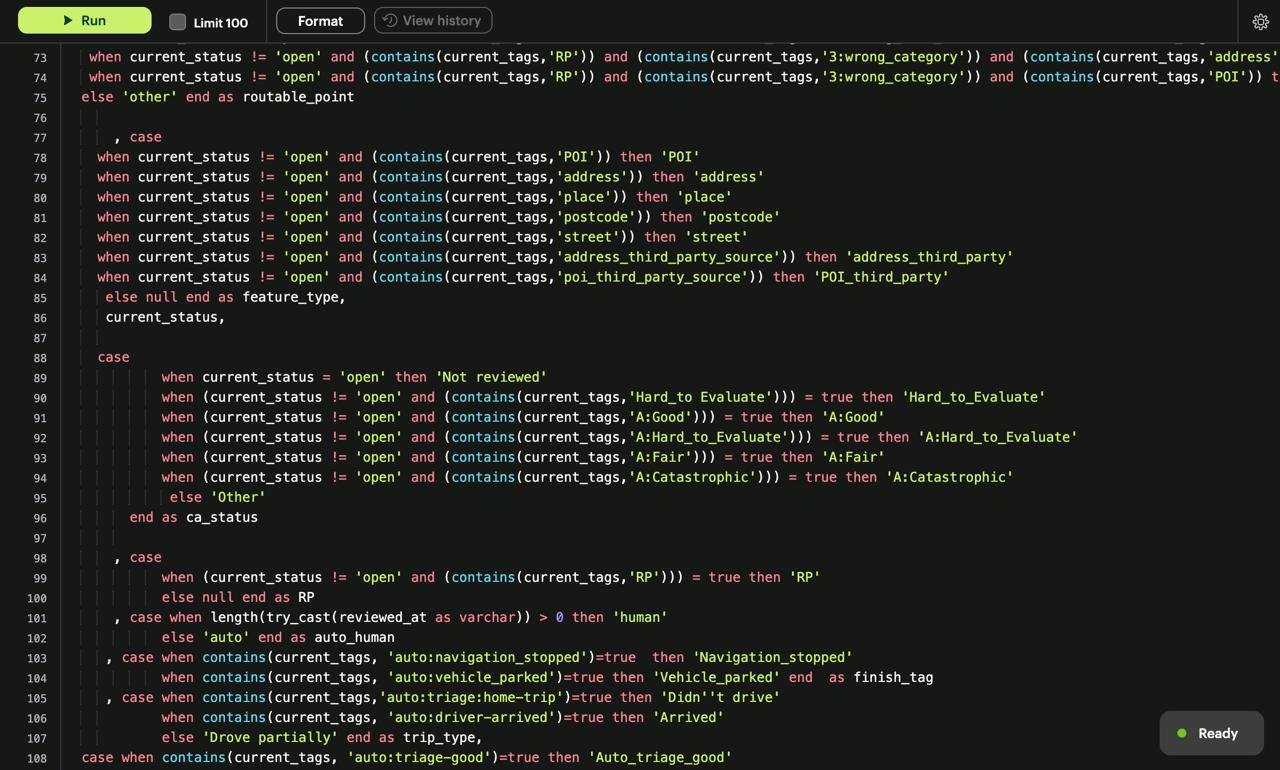 Run
Limit 100
Format
View history
73 when current_status != 'open' and (contains(current_tags,'RP')) and (contains(current_tags,'3:wrong_category')) and (contains(current_tags,'address'
74 when current_status != 'open' and (contains(current_tags,'RP')) and (contains(current_tags,'3:wrong_category')) and (contains(current_tags,'POI')) t
75 else 'other' end as routable_point
76
77 , case
78 when current_status != 'open' and (contains(current_tags,'POI')) then 'POI'
79 when current_status != 'open' and (contains(current_tags,'address')) then 'address'
80 when current_status != 'open' and (contains(current_tags,'place')) then 'place'
81 when current_status != 'open' and (contains(current_tags,'postcode')) then 'postcode'
82 when current_status != 'open' and (contains(current_tags,'street')) then 'street'
83 when current_status != 'open' and (contains(current_tags,'address_third_party_source')) then 'address_third_party'
84 when current_status != 'open' and (contains(current_tags,'poi_third_party_source')) then 'POI_third_party'
85 else null end as feature_type,
86 current_status,
87
88 case
89 when current_status = 'open' then 'Not reviewed'
90 when (current_status != 'open' and (contains(current_tags,'Hard_to Evaluate'))) = true then 'Hard_to_Evaluate'
91 when (current_status != 'open' and (contains(current_tags,'A:Good'))) = true then 'A:Good'
92 when (current_status != 'open' and (contains(current_tags,'A:Hard_to_Evaluate'))) = true then 'A:Hard_to_Evaluate'
93 when (current_status != 'open' and (contains(current_tags,'A:Fair'))) = true then 'A:Fair'
94 when (current_status != 'open' and (contains(current_tags,'A:Catastrophic'))) = true then 'A:Catastrophic'
95 else 'Other'
96 end as ca_status
97
98 , case
99 when (current_status != 'open' and (contains(current_tags,'RP'))) = true then 'RP'
100 else null end as RP
101 , case when length(try_cast(reviewed_at as varchar)) > 0 then 'human'
102 else 'auto' end as auto_human
103 , case when contains(current_tags, 'auto:navigation_stopped')=true  then 'Navigation_stopped'
104 when contains(current_tags, 'auto:vehicle_parked')=true then 'Vehicle_parked' end  as finish_tag
105 , case when contains(current_tags,'auto:triage:home-trip')=true then 'Didn''t drive'
106 when contains(current_tags, 'auto:driver-arrived')=true then 'Arrived'
107 else 'Drove partially' end as trip_type,
108 case when contains(current_tags, 'auto:triage-good')=true then 'Auto_triage_good'
Ready